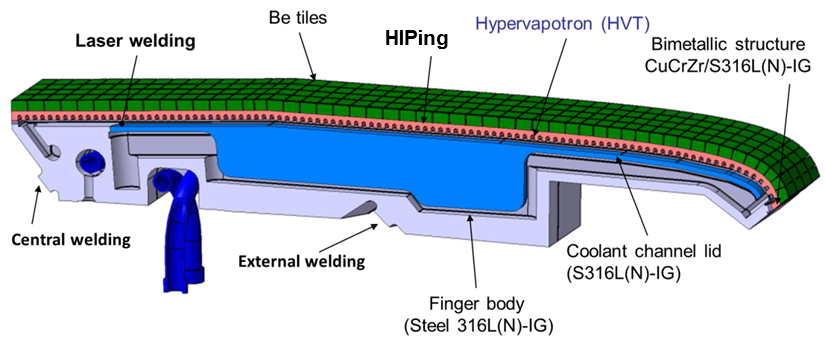 Be tiles
Hypervapotron (HVT)
Laser welding
HIPing
Bimetallic structure
CuCrZr/S316L(N)-IG
Central welding
External welding
Coolant channel lid
(S316L(N)-IG)
Finger body
(Steel 316L(N)-IG)